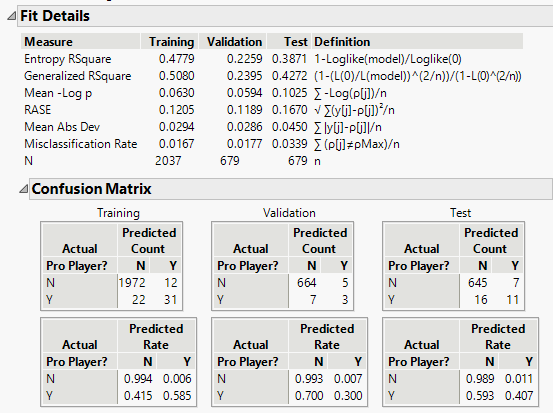 Fit Details
Measure Training Validation Test Definition
Entropy RSquare 0.4779 0.2259 0.3871 1-Loglike(model)/Loglike(0)
Generalized RSquare 0.5080 0.2395 0.4272 (1-(L(0)/L(model))^(2/n))/(1-L(0)^(2/n))
Mean -Log p 0.0630 0.0594 0.1025 ∑ -Log(ρ[j])/n
RASE 0.1205 0.1189 0.1670 √ ∑(y[j]-ρ[j])²/n
Mean Abs Dev 0.0294 0.0286 0.0450 ∑ |y[j]-ρ[j]|/n
Misclassification Rate 0.0167 0.0177 0.0339 ∑ (ρ[j]≠ρMax)/n
N 2037 679 679 n
Confusion Matrix
Training Validation Test
Predicted Predicted Predicted
Actual Count Actual Count Actual Count
Pro Player? N Y Pro Player? N Y Pro Player? N Y
N 1972 12 N 664 5 N 645 7
Y 22 31 Y 7 3 Y 16 11
Predicted Predicted Predicted
Actual Rate Actual Rate Actual Rate
Pro Player? N Y Pro Player? N Y Pro Player? N Y
N 0.994 0.006 N 0.993 0.007 N 0.989 0.011
Y 0.415 0.585 Y 0.700 0.300 Y 0.593 0.407